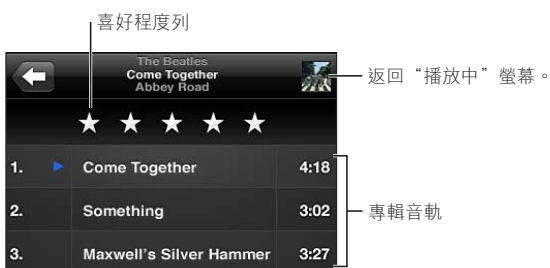 喜好程度列
The Beatles
Come Together
Abbey Road
返回“播放中”螢幕。
1. Come Together 4:18
2. Something 3:02
專輯音軌
3. Maxwell's Silver Hammer 3:27